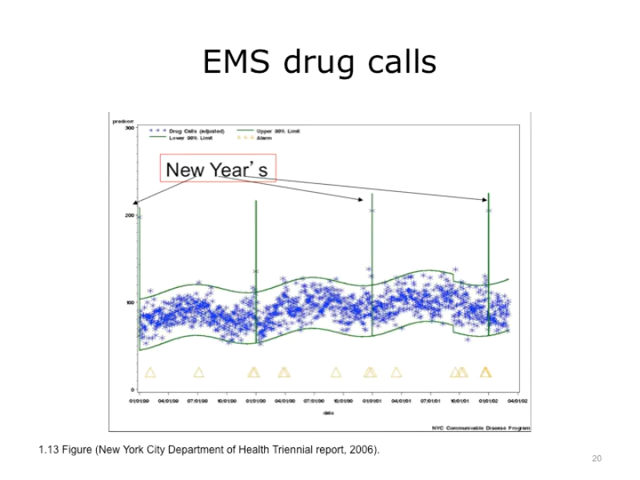 EMS drug calls
predcorr
300
Drug Calls (adjusted)
Upper 99% Limit
Lower 99% Limit
Alarm
New Year's
200
100
0
01/01/99 04/01/99 07/01/99 10/01/99 01/01/00 04/01/00 07/01/00 10/01/00 01/01/01 04/01/01 07/01/01 10/01/01 01/01/02 04/01/02
date
NYC Communicable Disease Program
1.13 Figure (New York City Department of Health Triennial report, 2006).
20